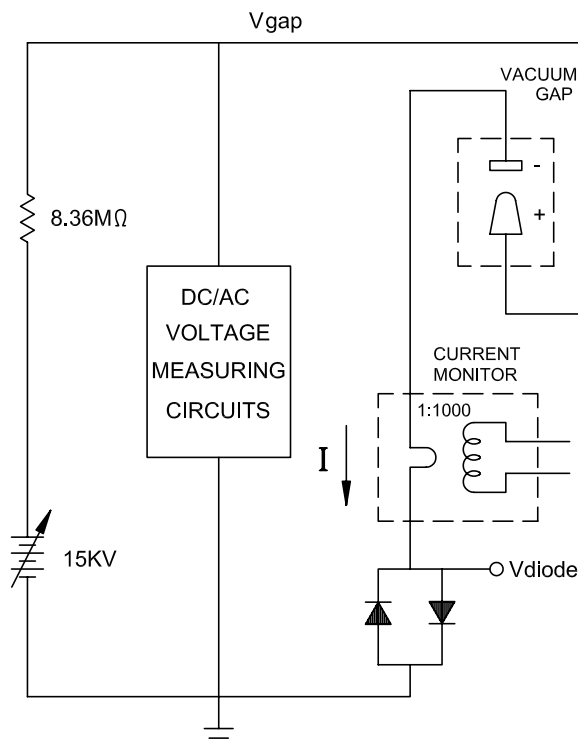 Vgap
VACUUM
GAP
-
+
8.36MΩ
DC/AC
VOLTAGE
MEASURING
CIRCUITS
CURRENT
MONITOR
1:1000
I
15KV
Vdiode